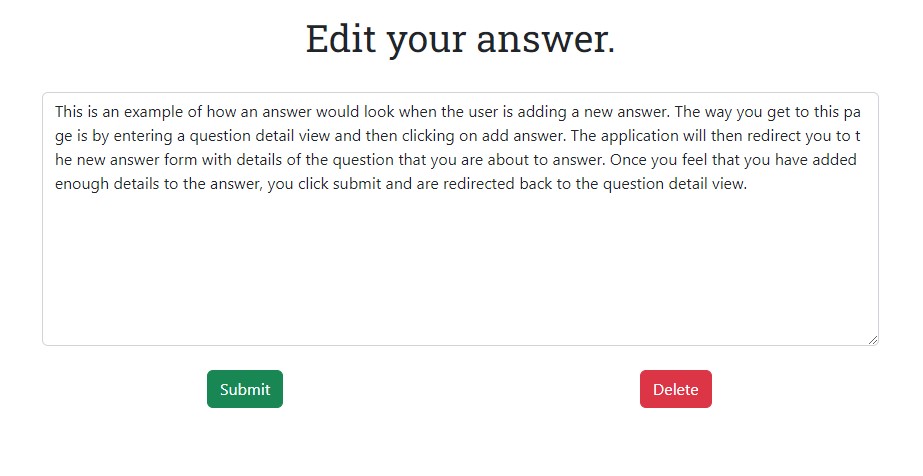 Edit your answer.
This is an example of how an answer would look when the user is adding a new answer. The way you get to this pa
ge is by entering a question detail view and then clicking on add answer. The application will then redirect you to t
he new answer form with details of the question that you are about to answer. Once you feel that you have added
enough details to the answer, you click submit and are redirected back to the question detail view.
Submit
Delete